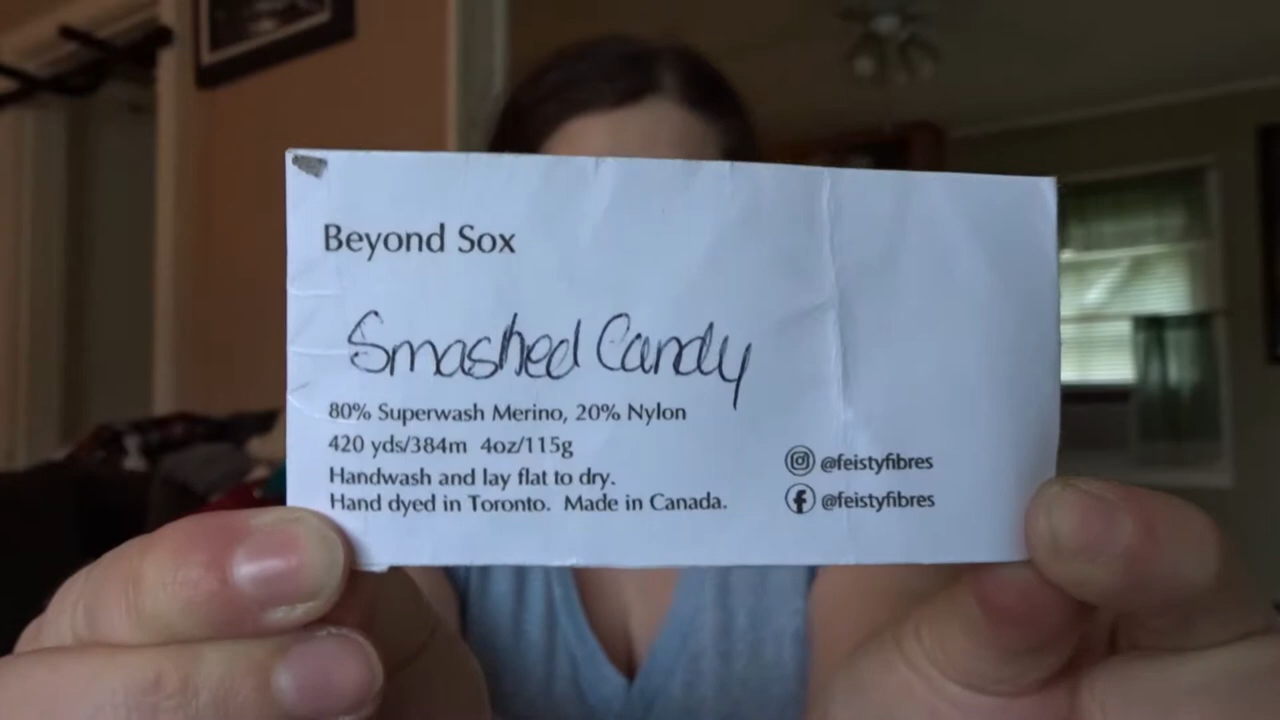 Beyond Sox
Smashed Candy
80% Superwash Merino, 20% Nylon
420 yds/384m 4oz/115g
Handwash and lay flat to dry.
Hand dyed in Toronto. Made in Canada.
@feistyfibres
@feistyfibres